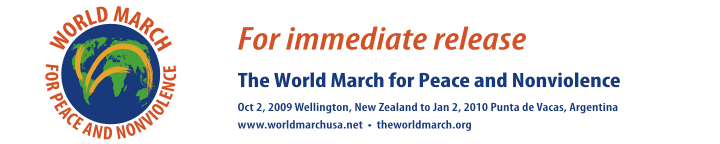 WORLD MARCH
FOR PEACE AND NONVIOLENCE
For immediate release
The World March for Peace and Nonviolence
Oct 2, 2009 Wellington, New Zealand to Jan 2, 2010 Punta de Vacas, Argentina
www.worldmarchusa.net • theworldmarch.org